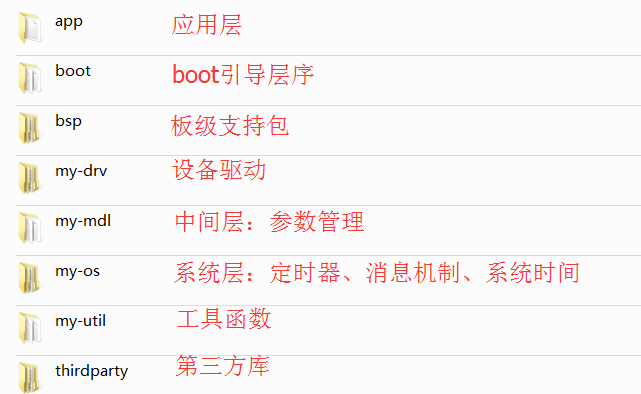 app 应用层
boot boot引导层序
bsp 板级支持包
my-drv 设备驱动
my-mdl 中间层：参数管理
my-os 系统层：定时器、消息机制、系统时间
my-util 工具函数
thirdparty 第三方库